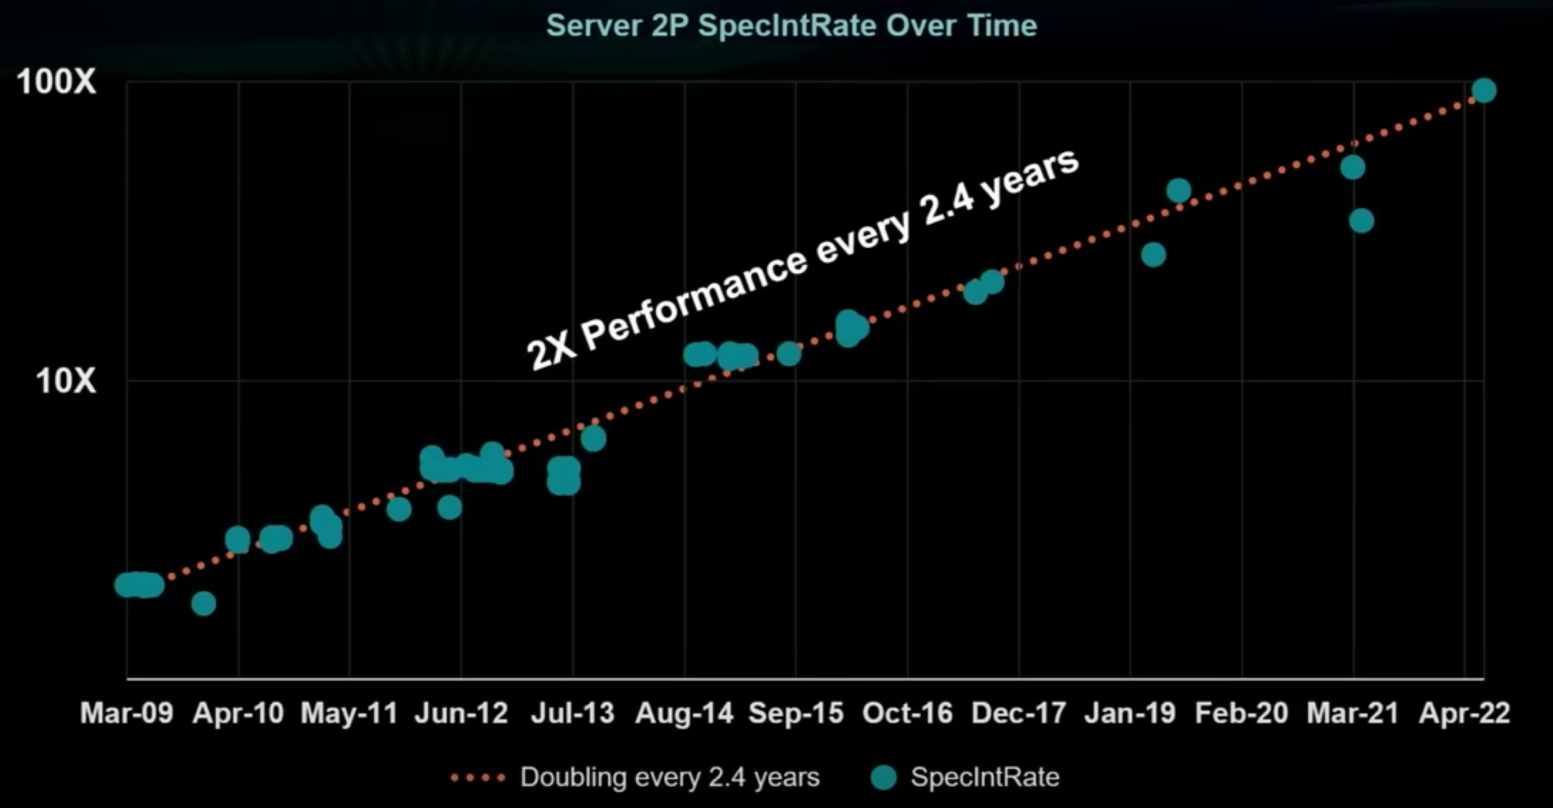 Server 2P SpecIntRate Over Time
100X
2X Performance every 2.4 years
10X
Mar-09 Apr-10 May-11 Jun-12 Jul-13 Aug-14 Sep-15 Oct-16 Dec-17 Jan-19 Feb-20 Mar-21 Apr-22
Doubling every 2.4 years SpecIntRate